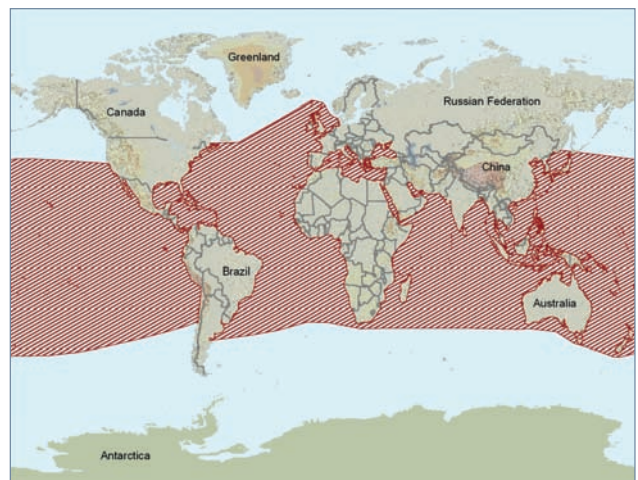 Greenland
Canada
Russian Federation
China
Brazil
Australia
Antarctica